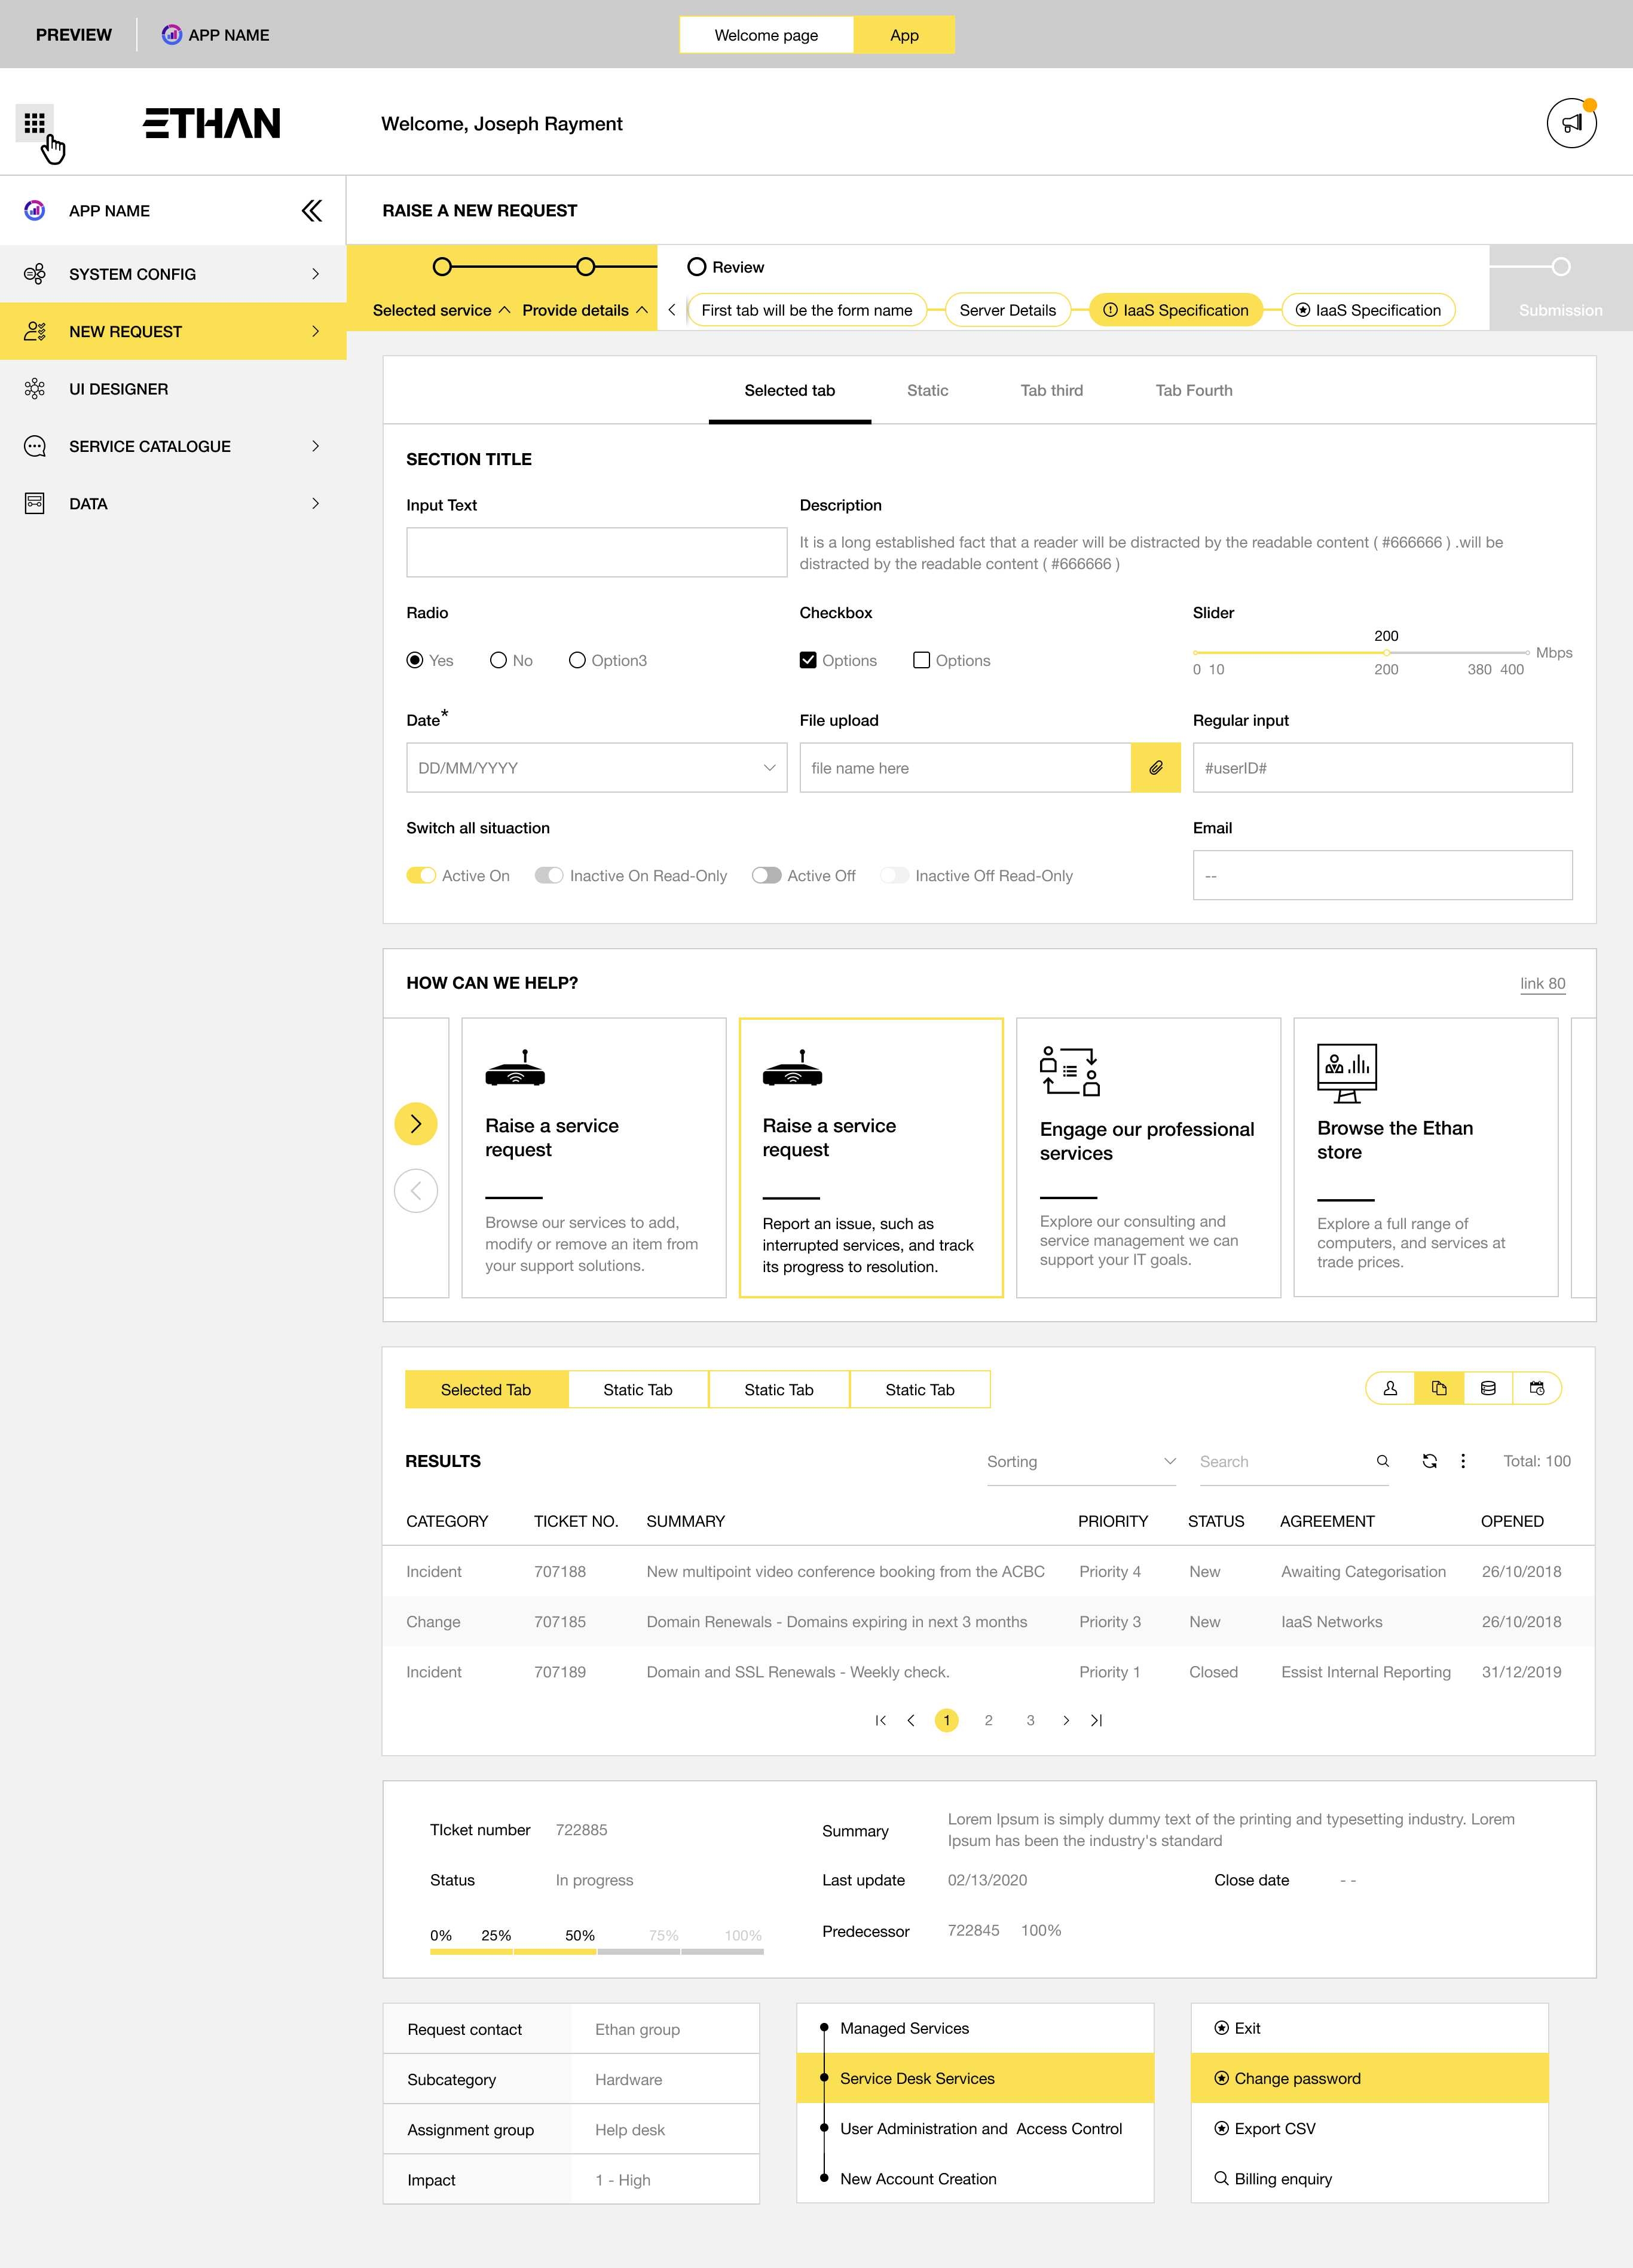 PREVIEW
APP NAME
Welcome page
App
ETHAN
Welcome, Joseph Rayment
APP NAME
SYSTEM CONFIG
NEW REQUEST
UI DESIGNER
SERVICE CATALOGUE
DATA
RAISE A NEW REQUEST
Review
Selected service
Provide details
First tab will be the form name
Server Details
IaaS Specification
IaaS Specification
Submission
Selected tab
Static
Tab third
Tab Fourth
SECTION TITLE
Input Text
Description
It is a long established fact that a reader will be distracted by the readable content ( #666666 ) .will be
distracted by the readable content ( #666666 )
Radio
Yes
No
Option3
Checkbox
Options
Options
Slider
200
Mbps
0 10 200 380 400
Date*
DD/MM/YYYY
File upload
file name here
Regular input
#userID#
Switch all situaction
Active On
Inactive On Read-Only
Active Off
Inactive Off Read-Only
Email
--
HOW CAN WE HELP?
link 80
Raise a service
request
Browse our services to add,
modify or remove an item from
your support solutions.
Raise a service
request
Report an issue, such as
interrupted services, and track
its progress to resolution.
Engage our professional
services
Explore our consulting and
service management we can
support your IT goals.
Browse the Ethan
store
Explore a full range of
computers, and services at
trade prices.
Selected Tab
Static Tab
Static Tab
Static Tab
RESULTS
Sorting
Search
Total: 100
CATEGORY TICKET NO. SUMMARY PRIORITY STATUS AGREEMENT OPENED
Incident 707188 New multipoint video conference booking from the ACBC Priority 4 New Awaiting Categorisation 26/10/2018
Change 707185 Domain Renewals - Domains expiring in next 3 months Priority 3 New IaaS Networks 26/10/2018
Incident 707189 Domain and SSL Renewals - Weekly check. Priority 1 Closed Essist Internal Reporting 31/12/2019
1 2 3
TIcket number 722885
Summary
Lorem Ipsum is simply dummy text of the printing and typesetting industry. Lorem
Ipsum has been the industry's standard
Status In progress
Last update 02/13/2020
Close date - -
0% 25% 50% 75% 100%
Predecessor 722845 100%
Request contact Ethan group
Subcategory Hardware
Assignment group Help desk
Impact 1 - High
Managed Services
Service Desk Services
User Administration and  Access Control
New Account Creation
Exit
Change password
Export CSV
Billing enquiry